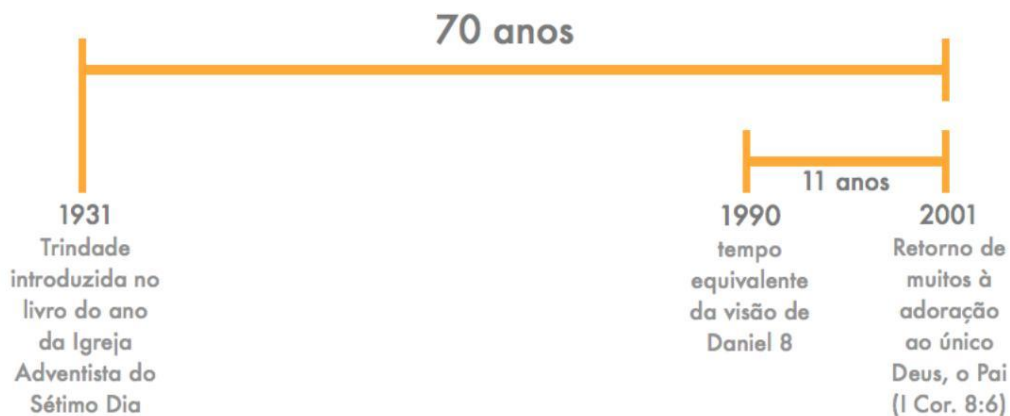 70 anos
11 anos
1931
Trindade
introduzida no
livro do ano
da Igreja
Adventista do
Sétimo Dia
1990
tempo
equivalente
da visão de
Daniel 8
2001
Retorno de
muitos à
adoração
ao único
Deus, o Pai
(I Cor. 8:6)